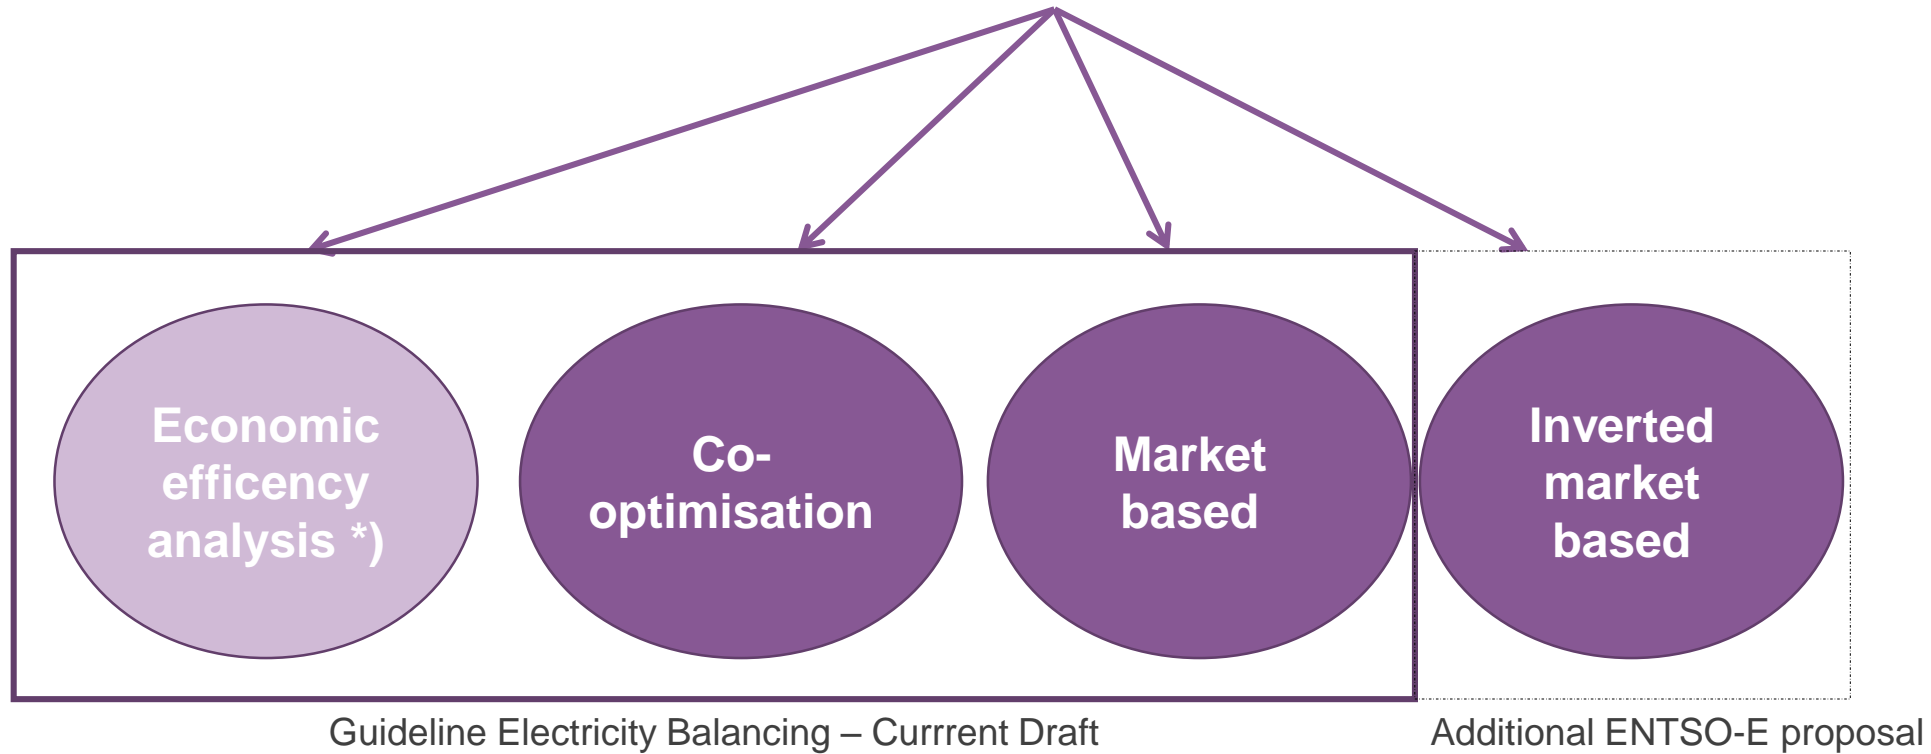 Economic
efficency
analysis *)
Co-
optimisation
Market
based
Inverted
market
based
Guideline Electricity Balancing – Currrent Draft
Additional ENTSO-E proposal